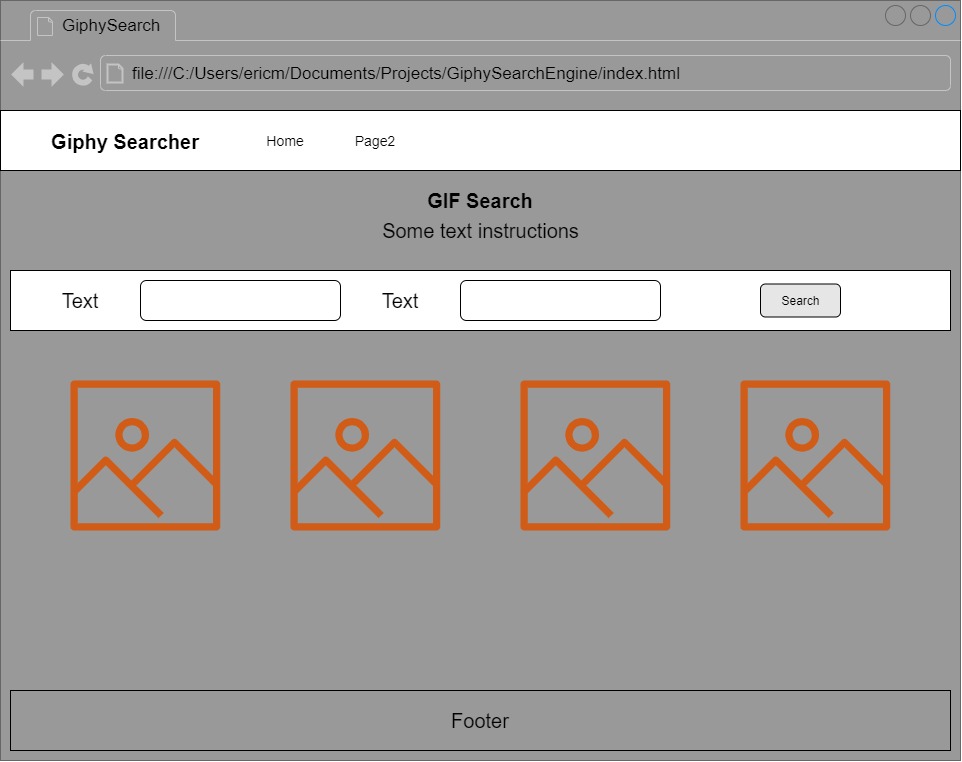 GiphySearch
file:///C:/Users/ericm/Documents/Projects/GiphySearchEngine/index.html
Giphy Searcher Home Page2
GIF Search
Some text instructions
Text Text Search
Footer